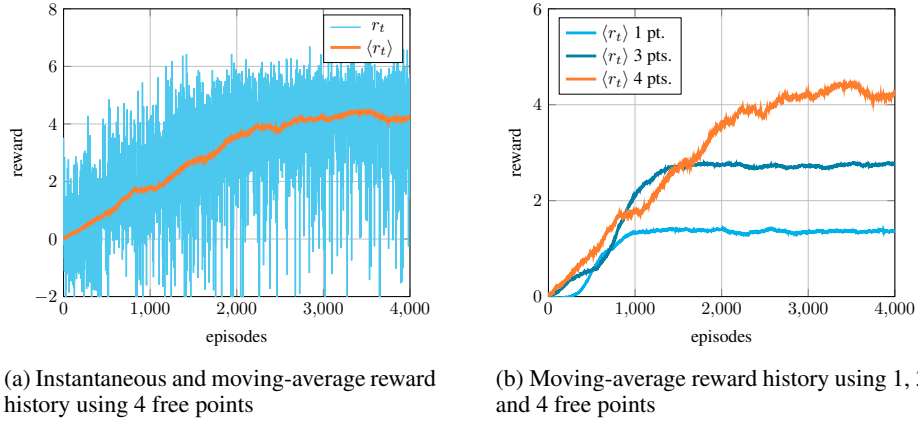 8
6
4
2
0
−2
reward
r_t
⟨r_t⟩
0 1,000 2,000 3,000 4,000
episodes
(a) Instantaneous and moving-average reward
history using 4 free points
6
4
2
0
reward
⟨r_t⟩ 1 pt.
⟨r_t⟩ 3 pts.
⟨r_t⟩ 4 pts.
0 1,000 2,000 3,000 4,000
episodes
(b) Moving-average reward history using 1,
and 4 free points